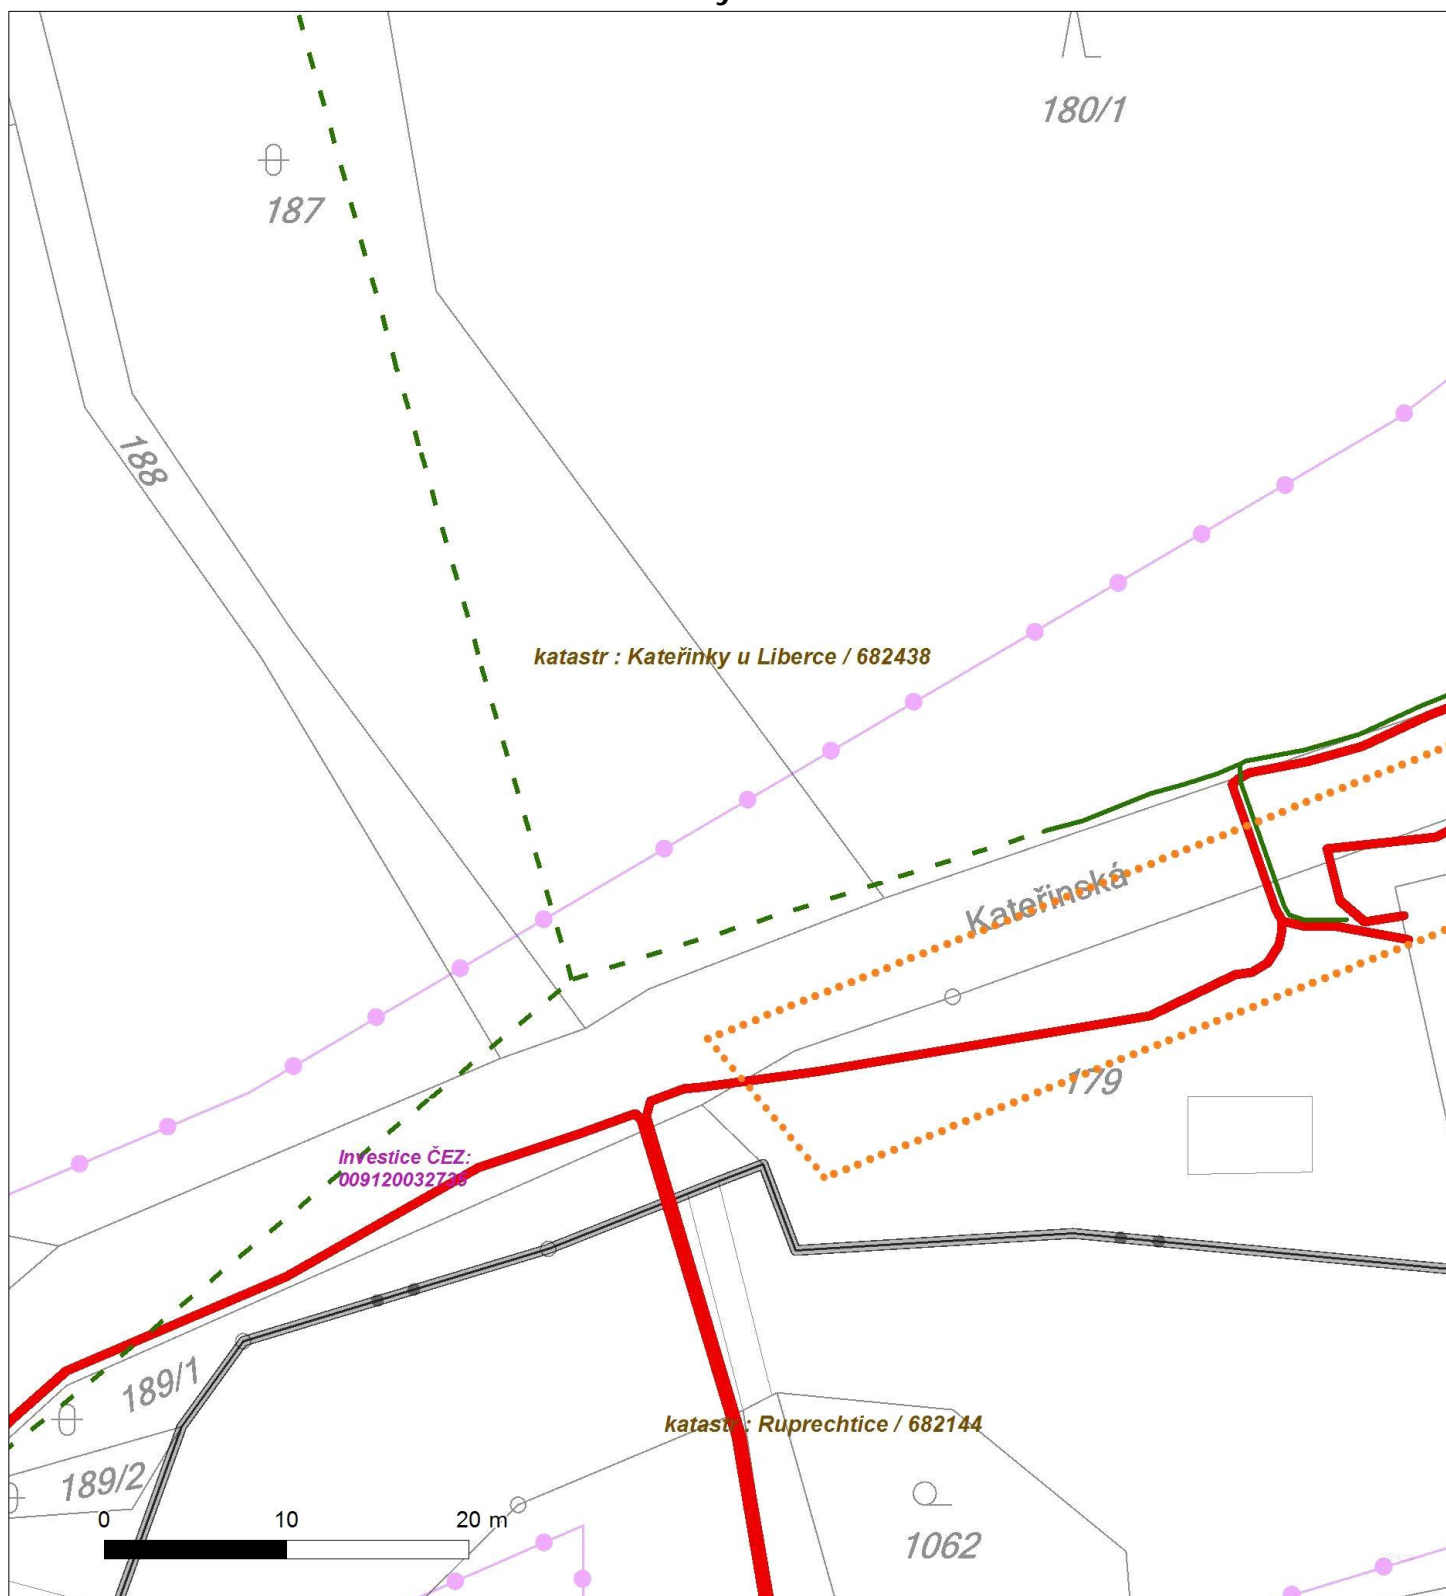 180/1
187
188
katastr : Kateřinky u Liberce / 682438
Kateřinská
179
Investice ČEZ:
009120032735
189/1
katastr : Ruprechtice / 682144
189/2
0 10 20 m
1062